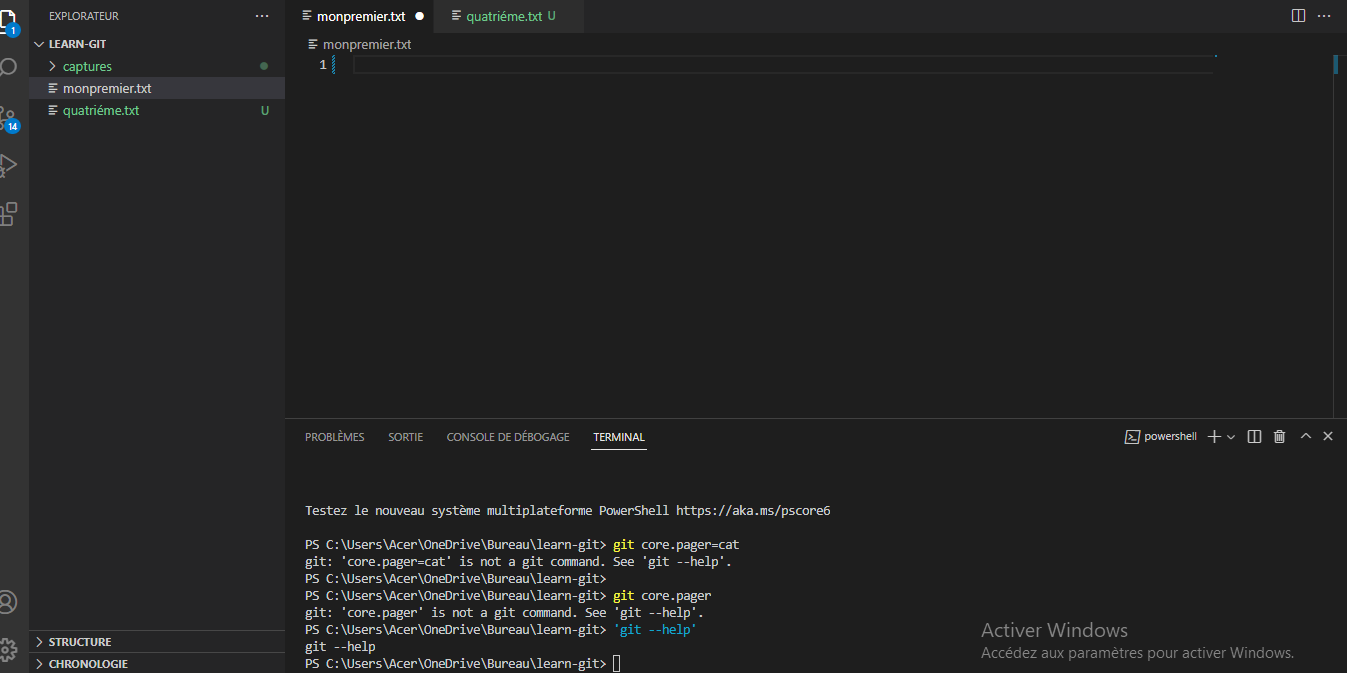 EXPLORATEUR
monpremier.txt
quatriéme.txt U
1
LEARN-GIT
monpremier.txt
captures
1
monpremier.txt
quatriéme.txt U
14
PROBLÈMES SORTIE CONSOLE DE DÉBOGAGE TERMINAL
powershell
Testez le nouveau système multiplateforme PowerShell https://aka.ms/pscore6
PS C:\Users\Acer\OneDrive\Bureau\learn-git> git core.pager=cat
git: 'core.pager=cat' is not a git command. See 'git --help'.
PS C:\Users\Acer\OneDrive\Bureau\learn-git>
PS C:\Users\Acer\OneDrive\Bureau\learn-git> git core.pager
git: 'core.pager' is not a git command. See 'git --help'.
PS C:\Users\Acer\OneDrive\Bureau\learn-git> 'git --help'
git --help
PS C:\Users\Acer\OneDrive\Bureau\learn-git>
STRUCTURE
CHRONOLOGIE
Activer Windows
Accédez aux paramètres pour activer Windows.